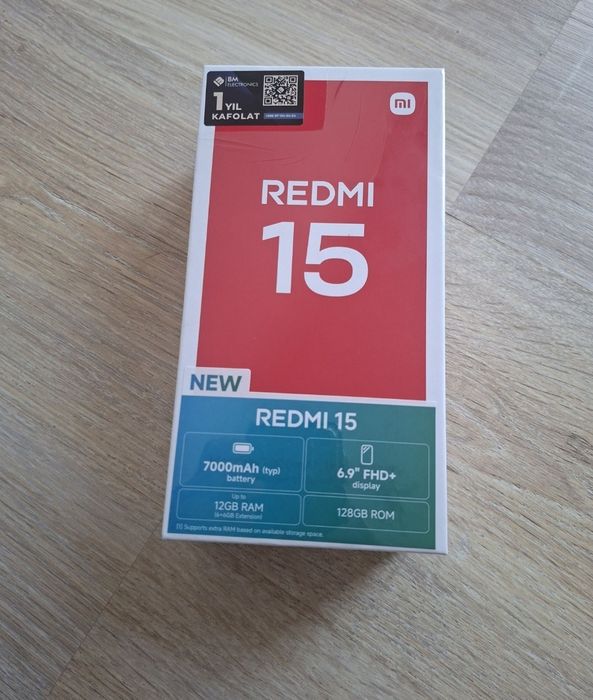 BM
ELECTRONICS
1 YIL
KAFOLAT
mi
REDMI
15
NEW
REDMI 15
7000mAh (typ)
battery
6.9" FHD+
display
Up to
12GB RAM
(6+6GB Extension)
128GB ROM
[1] Supports extra RAM based on available storage space.